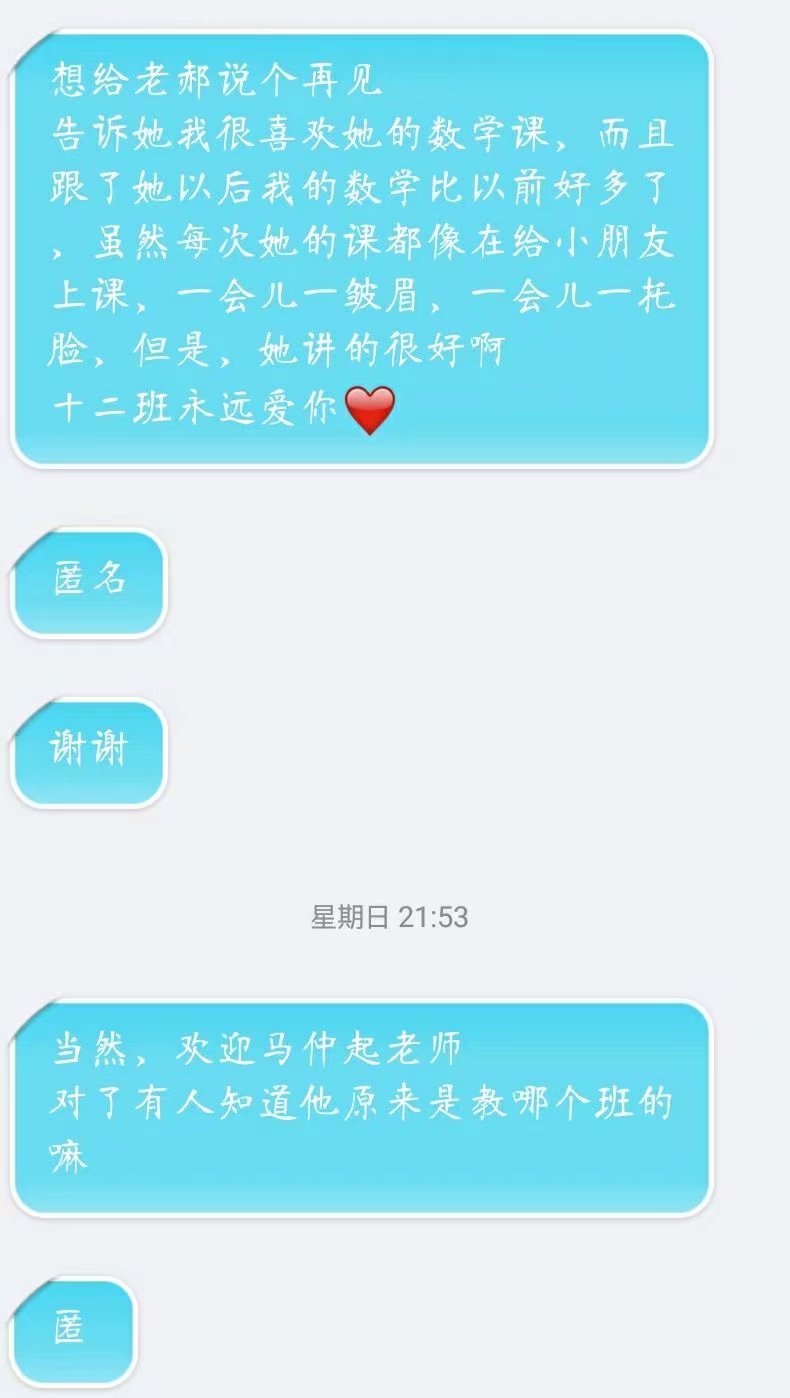 想给老郝说个再见
告诉她我很喜欢她的数学课，而且
跟了她以后我的数学比以前好多了
，虽然每次她的课都像在给小朋友
上课，一会儿一皱眉，一会儿一托
脸，但是，她讲的很好啊
十二班永远爱你❤️
匿名
谢谢
星期日 21:53
当然，欢迎马仲起老师
对了有人知道他原来是教哪个班的
嘛
匿